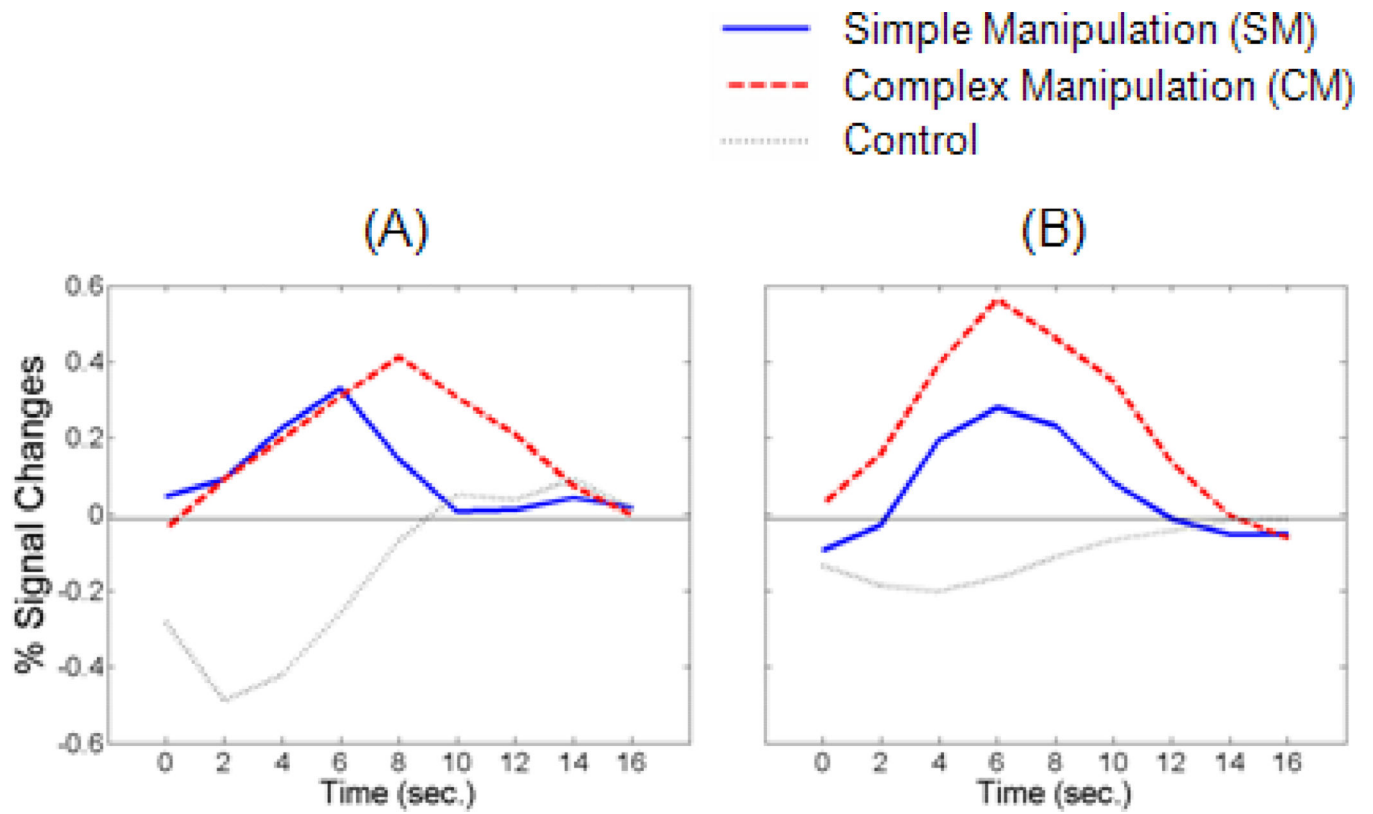 Simple Manipulation (SM)
Complex Manipulation (CM)
Control
(A)
(B)
% Signal Changes
0.6
0.4
0.2
0
-0.2
-0.4
-0.6
0 2 4 6 8 10 12 14 16
Time (sec.)
0 2 4 6 8 10 12 14 16
Time (sec.)